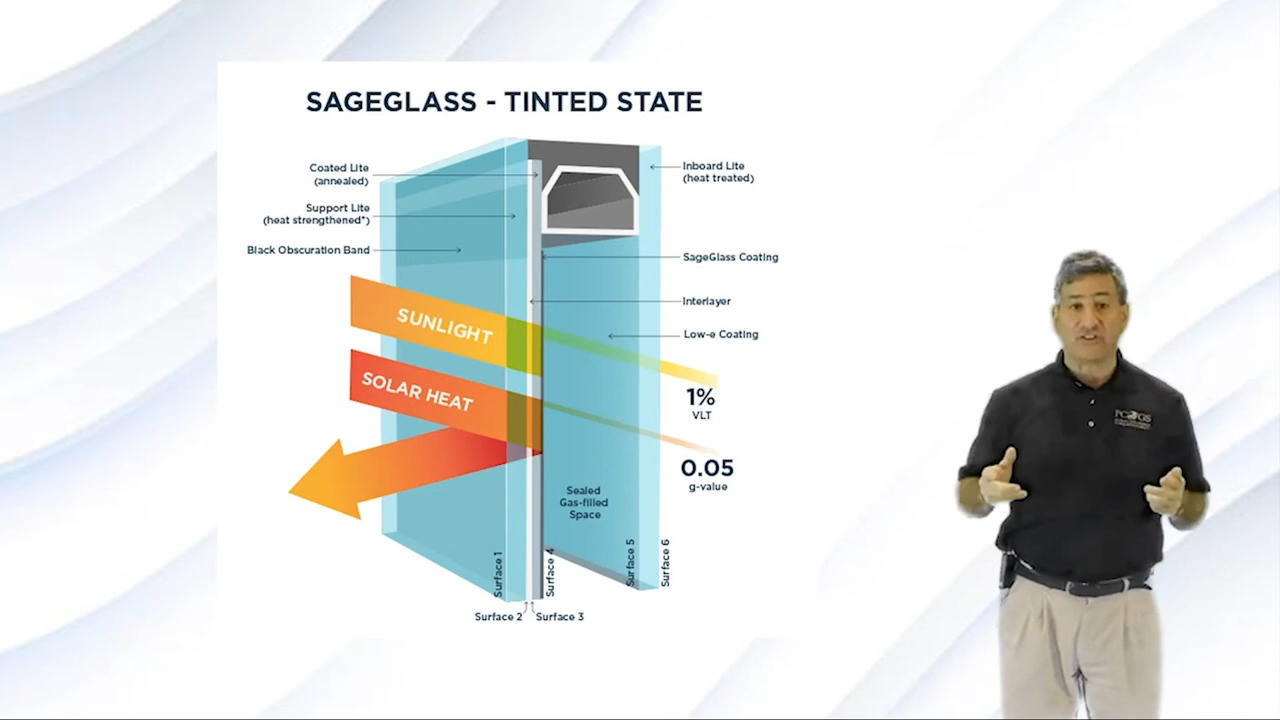 SAGEGLASS - TINTED STATE
Coated Lite
(annealed)
Support Lite
(heat strengthened*)
Black Obscuration Band
Inboard Lite
(heat treated)
SageGlass Coating
Interlayer
Low-e Coating
SUNLIGHT
SOLAR HEAT
1%
VLT
0.05
g-value
Sealed
Gas-filled
Space
Surface 1
Surface 4
Surface 5
Surface 6
Surface 2
Surface 3